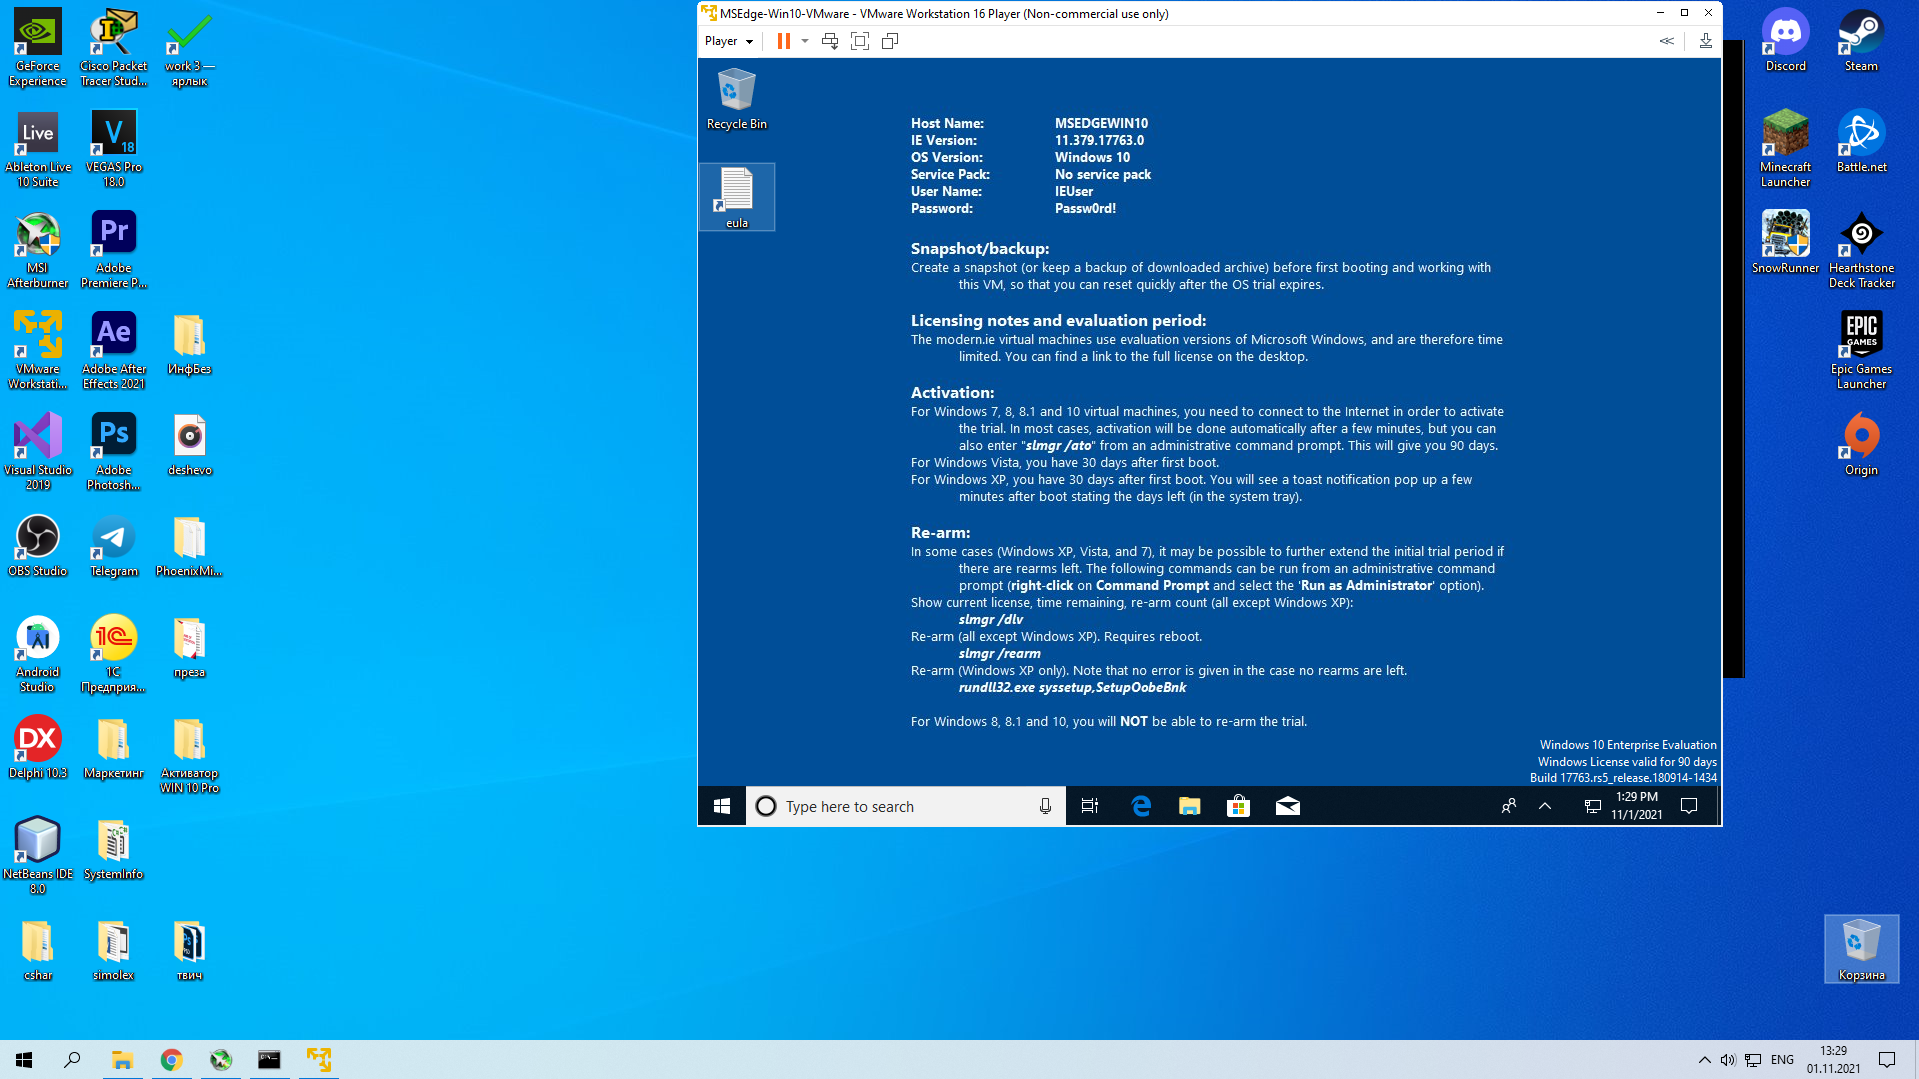 GeForce
Experience
Cisco Packet
Tracer Stud...
work 3 —
ярлык
Live
Ableton Live
10 Suite
V
18
VEGAS Pro
18.0
MSI
Afterburner
Pr
Adobe
Premiere P...
VMware
Workstati...
Ae
Adobe After
Effects 2021
ИнфБез
Visual Studio
2019
Ps
Adobe
Photosh...
deshevo
OBS Studio
Telegram
PhoenixMi...
Android
Studio
1С
1С
Предприя...
преза
DX
Delphi 10.3
Маркетинг
Активатор
WIN 10 Pro
NetBeans IDE
8.0
SystemInfo
cshar
simolex
твич
MSEdge-Win10-VMware - VMware Workstation 16 Player (Non-commercial use only)
Player
Recycle Bin
eula
Host Name: MSEDGEWIN10
IE Version: 11.379.17763.0
OS Version: Windows 10
Service Pack: No service pack
User Name: IEUser
Password: Passw0rd!
Snapshot/backup:
Create a snapshot (or keep a backup of downloaded archive) before first booting and working with
this VM, so that you can reset quickly after the OS trial expires.
Licensing notes and evaluation period:
The modern.ie virtual machines use evaluation versions of Microsoft Windows, and are therefore time
limited. You can find a link to the full license on the desktop.
Activation:
For Windows 7, 8, 8.1 and 10 virtual machines, you need to connect to the Internet in order to activate
the trial. In most cases, activation will be done automatically after a few minutes, but you can
also enter "slmgr /ato" from an administrative command prompt. This will give you 90 days.
For Windows Vista, you have 30 days after first boot.
For Windows XP, you have 30 days after first boot. You will see a toast notification pop up a few
minutes after boot stating the days left (in the system tray).
Re-arm:
In some cases (Windows XP, Vista, and 7), it may be possible to further extend the initial trial period if
there are rearms left. The following commands can be run from an administrative command
prompt (right-click on Command Prompt and select the 'Run as Administrator' option).
Show current license, time remaining, re-arm count (all except Windows XP):
slmgr /dlv
Re-arm (all except Windows XP). Requires reboot.
slmgr /rearm
Re-arm (Windows XP only). Note that no error is given in the case no rearms are left.
rundll32.exe syssetup,SetupOobeBnk
For Windows 8, 8.1 and 10, you will NOT be able to re-arm the trial.
Windows 10 Enterprise Evaluation
Windows License valid for 90 days
Build 17763.rs5_release.180914-1434
Type here to search
1:29 PM
11/1/2021
Discord
Steam
Minecraft
Launcher
Battle.net
SnowRunner
Hearthstone
Deck Tracker
EPIC
GAMES
Epic Games
Launcher
Origin
Корзина
ENG
13:29
01.11.2021